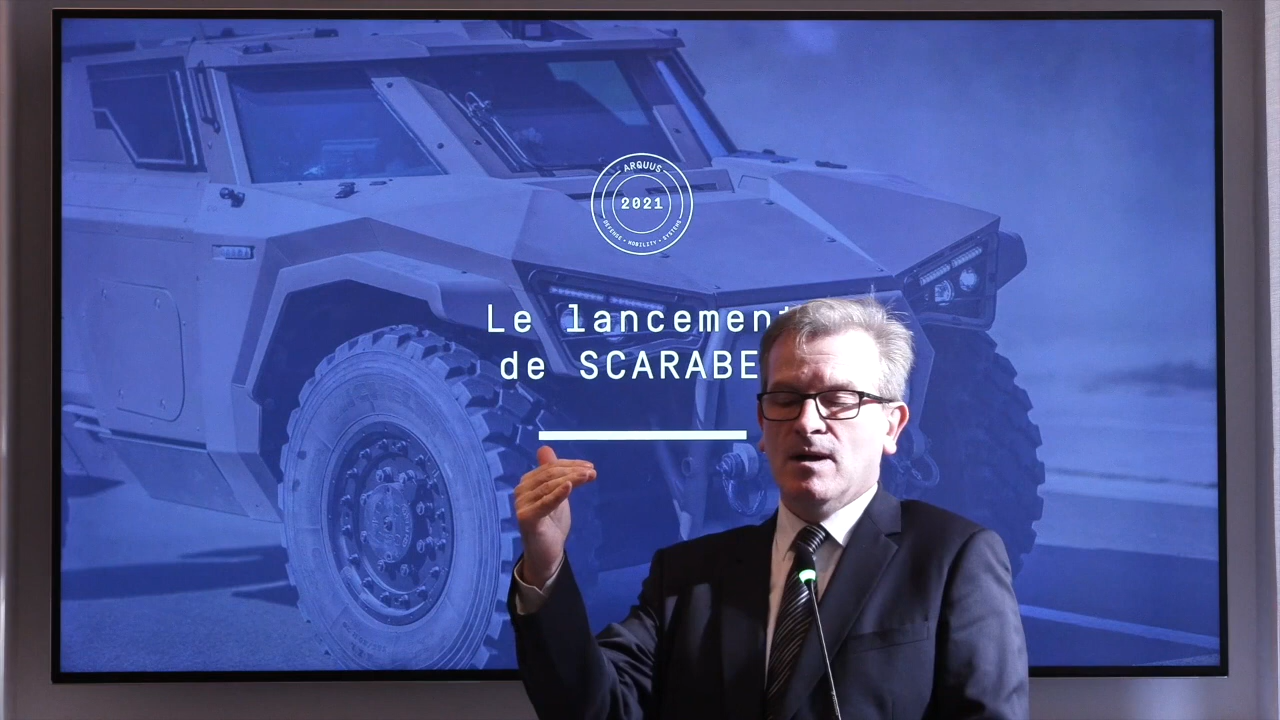 ARQUUS
2021
DEFENSE • MOBILITY • SYSTEMS
Le lancement
de SCARABE